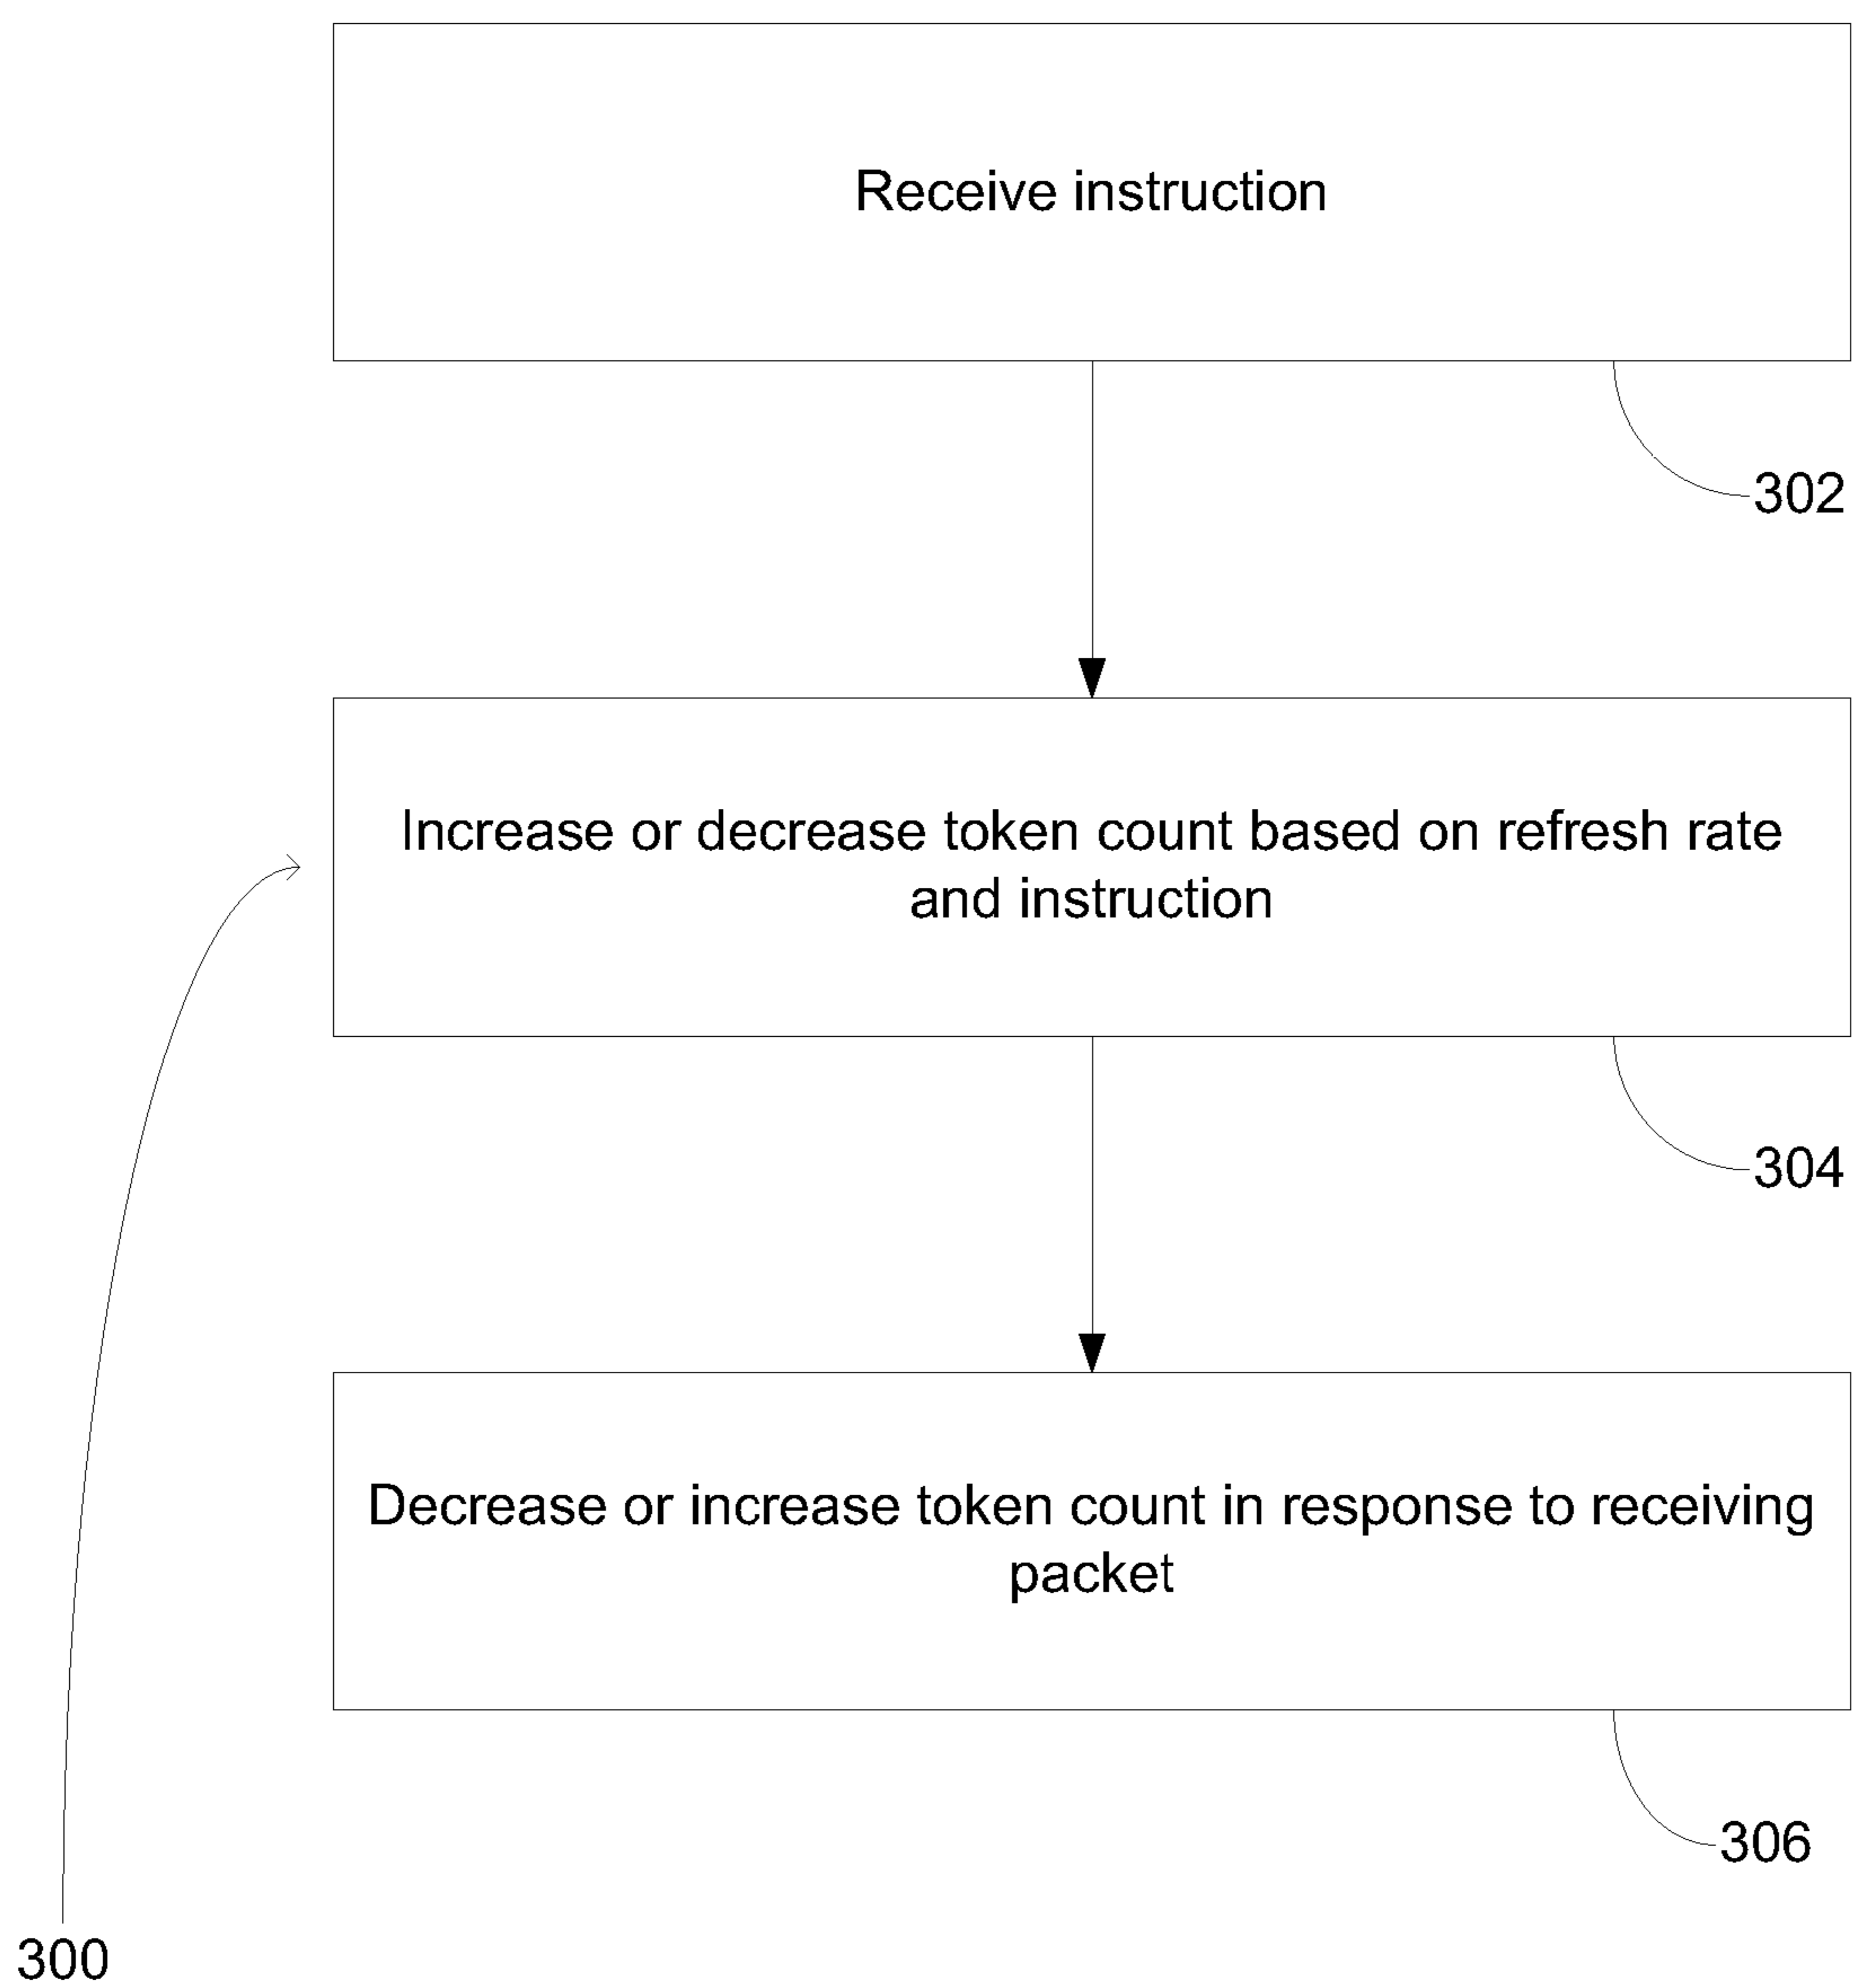 Receive instruction
302
Increase or decrease token count based on refresh rate
and instruction
304
Decrease or increase token count in response to receiving
packet
306
300